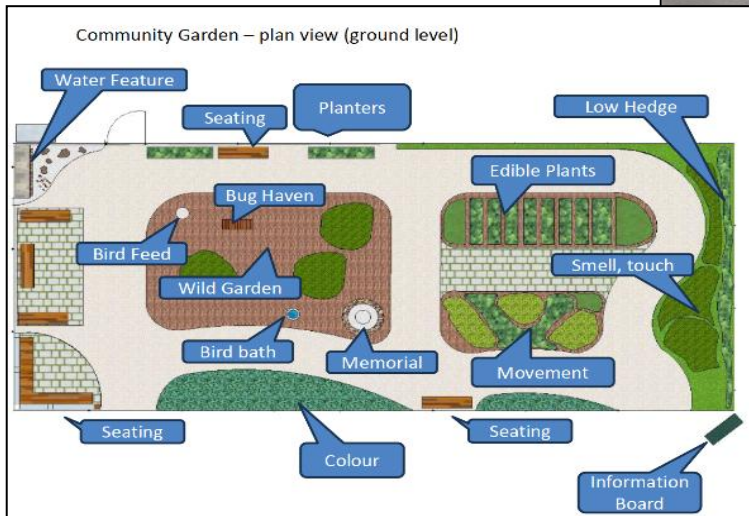 Community Garden – plan view (ground level)
Water Feature
Planters
Seating
Low Hedge
Edible Plants
Bug Haven
Bird Feed
Smell, touch
Wild Garden
Bird bath
Memorial
Movement
Seating
Colour
Seating
Information
Board